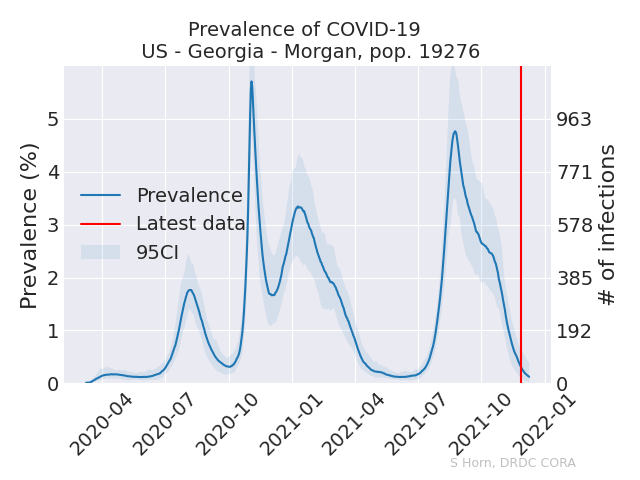 Prevalence of COVID-19
US - Georgia - Morgan, pop. 19276
Prevalence (%)
5
4
3
2
1
0
Prevalence
Latest data
95CI
963
771
578
385
192
0
# of infections
2020-04
2020-07
2020-10
2021-01
2021-04
2021-07
2021-10
2022-01
S Horn, DRDC CORA